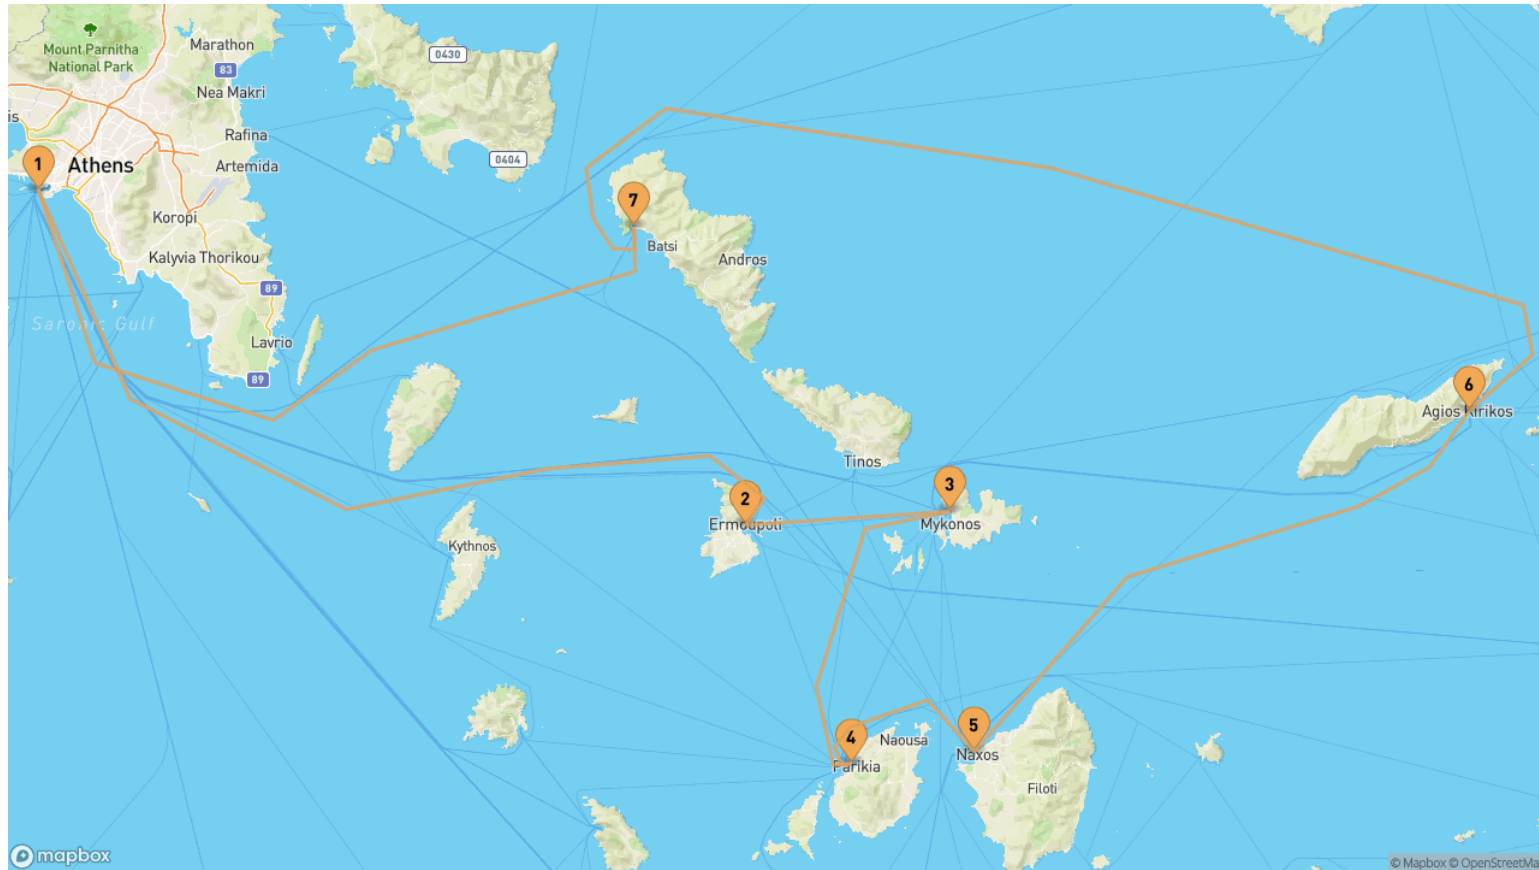 Marathon
Mount Parnitha
National Park
0430
83
Nea Makri
is
Rafina
0404
1
Athens
Artemida
7
Koropi
Batsi
Andros
Kalyvia Thorikou
89
Saronic Gulf
Lavrio
89
6
Agios Kirikos
Tinos
3
2
Mykonos
Ermoupoli
Kythnos
5
4
Naousa
Naxos
Parikia
Filoti
mapbox
© Mapbox © OpenStreetMa